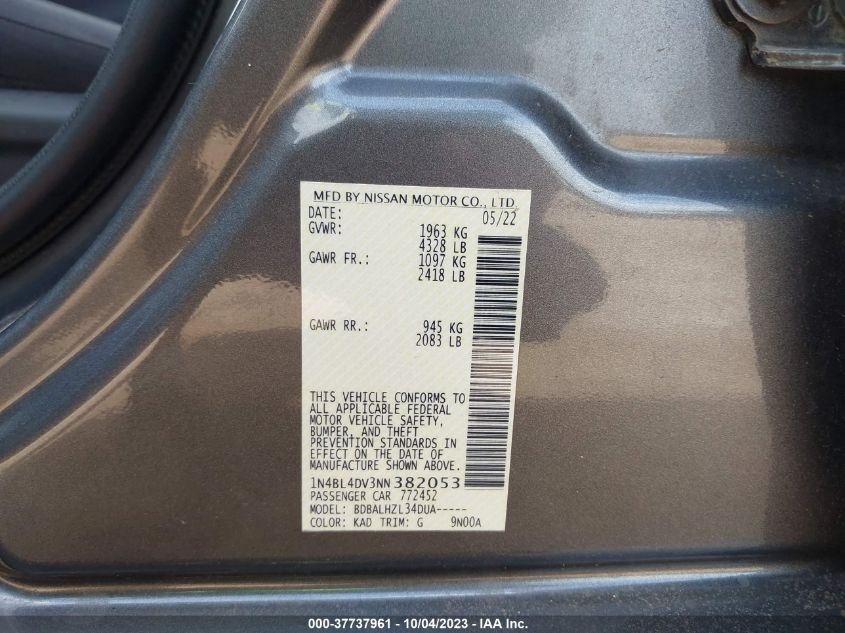 MFD BY NISSAN MOTOR CO., LTD.
DATE: 05/22
GVWR: 1963 KG
4328 LB
GAWR FR.: 1097 KG
2418 LB
GAWR RR.: 945 KG
2083 LB
THIS VEHICLE CONFORMS TO
ALL APPLICABLE FEDERAL
MOTOR VEHICLE SAFETY,
BUMPER, AND THEFT
PREVENTION STANDARDS IN
EFFECT ON THE DATE OF
MANUFACTURE SHOWN ABOVE.
1N4BL4DV3NN382053
PASSENGER CAR 772452
MODEL: BDBALHZL34DUA-----
COLOR: KAD TRIM: G 9N00A
000-37737961 - 10/04/2023 - IAA Inc.